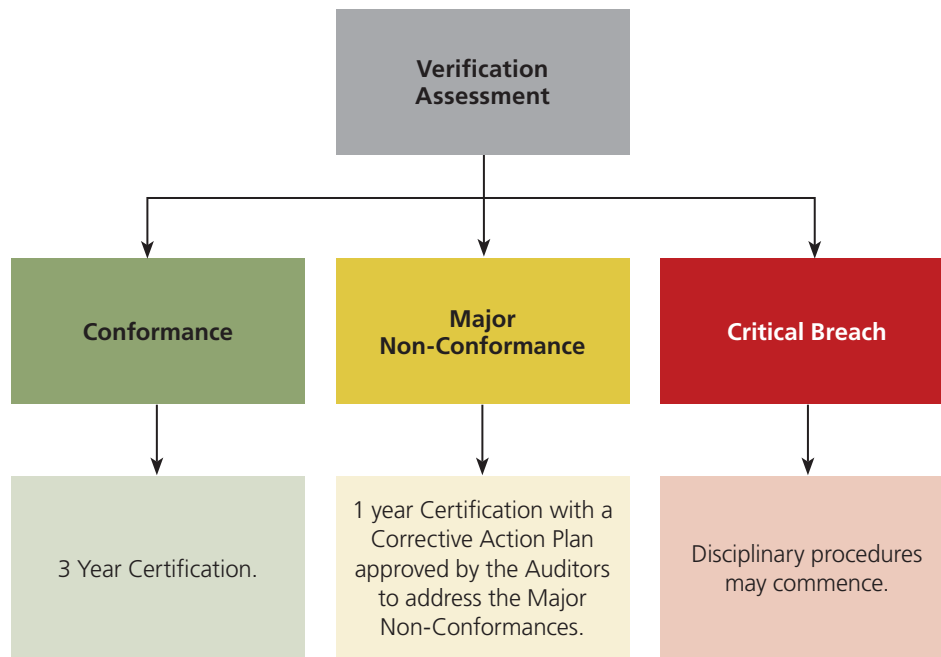 Verification
Assessment
Conformance
Major
Non-Conformance
Critical Breach
3 Year Certification.
1 year Certification with a
Corrective Action Plan
approved by the Auditors
to address the Major
Non-Conformances.
Disciplinary procedures
may commence.